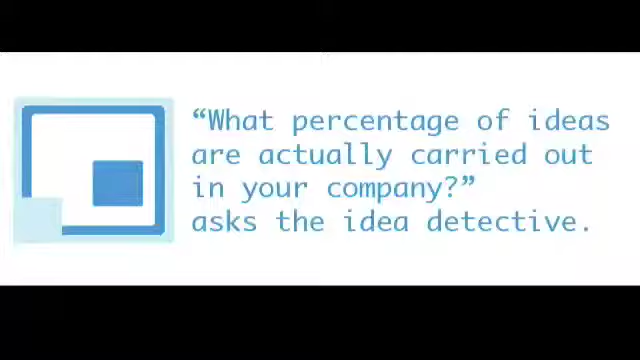 “What percentage of ideas
are actually carried out
in your company?”
asks the idea detective.